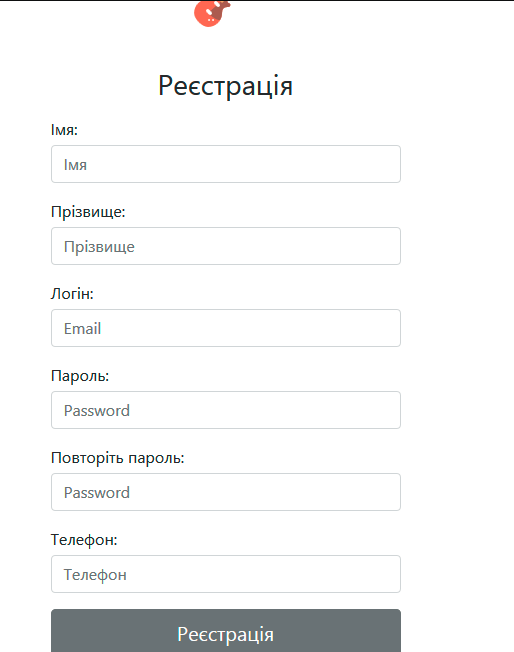 Реєстрація
Імя:
Імя
Прізвище:
Прізвище
Логін:
Email
Пароль:
Password
Повторіть пароль:
Password
Телефон:
Телефон
Реєстрація